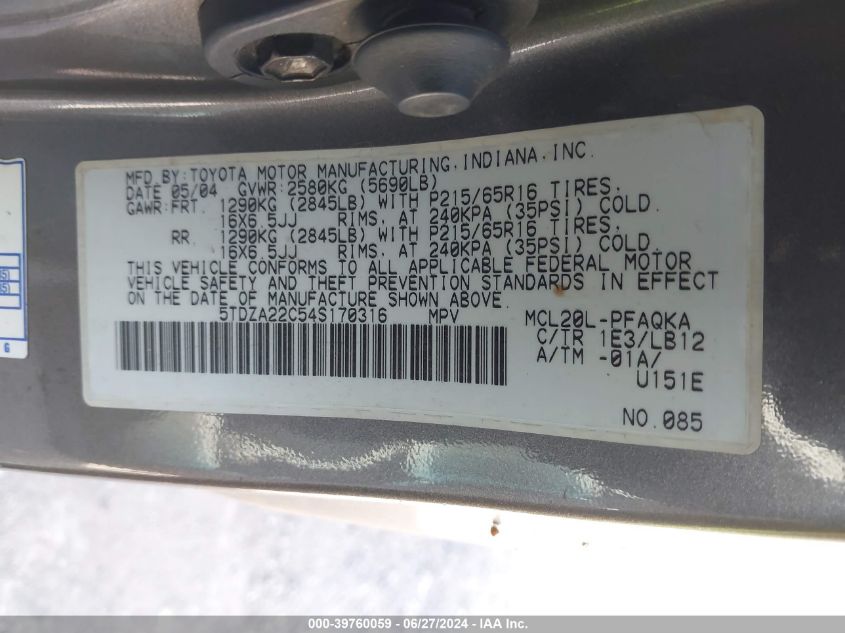 MFD BY:TOYOTA MOTOR MANUFACTURING,INDIANA,INC.
DATE 05/04 GVWR:2580KG (5690LB)
GAWR:FRT. 1290KG (2845LB) WITH P215/65R16 TIRES,
16X6.5JJ RIMS, AT 240KPA (35PSI) COLD.
RR. 1290KG (2845LB) WITH P215/65R16 TIRES,
16X6.5JJ RIMS, AT 240KPA (35PSI) COLD.
THIS VEHICLE CONFORMS TO ALL APPLICABLE FEDERAL MOTOR
VEHICLE SAFETY AND THEFT PREVENTION STANDARDS IN EFFECT
ON THE DATE OF MANUFACTURE SHOWN ABOVE.
5TDZA22C54S170316 MPV MCL20L-PFAQKA
C/IR 1E3/LB12
A/TM -01A/
U151E
NO.085
6
000-39760059 - 06/27/2024 - IAAI Inc.